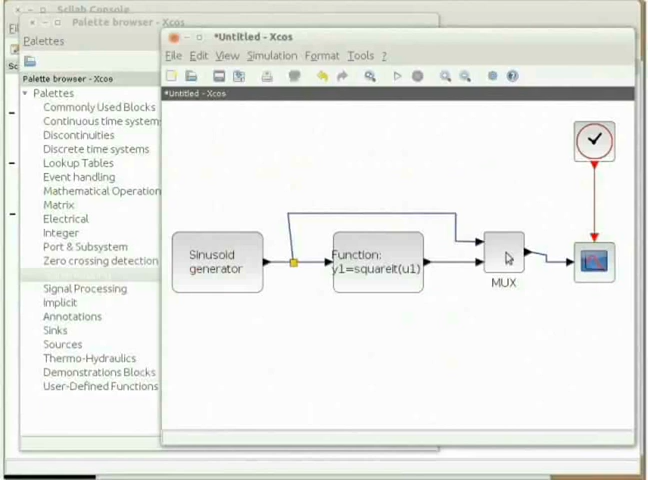 Scilab Console
Palette browser - Xcos
*Untitled - Xcos
File Edit View Simulation Format Tools ?
Palettes
Palette browser - Xcos
*Untitled - Xcos
Palettes
Commonly Used Blocks
Continuous time systems
Discontinuities
Discrete time systems
Lookup Tables
Event handling
Mathematical Operation
Matrix
Electrical
Integer
Port & Subsystem
Zero crossing detection
Signal Processing
Implicit
Annotations
Sinks
Sources
Thermo-Hydraulics
Demonstrations Blocks
User-Defined Functions
Sinusoid
generator
Function:
y1=squareit(u1)
MUX